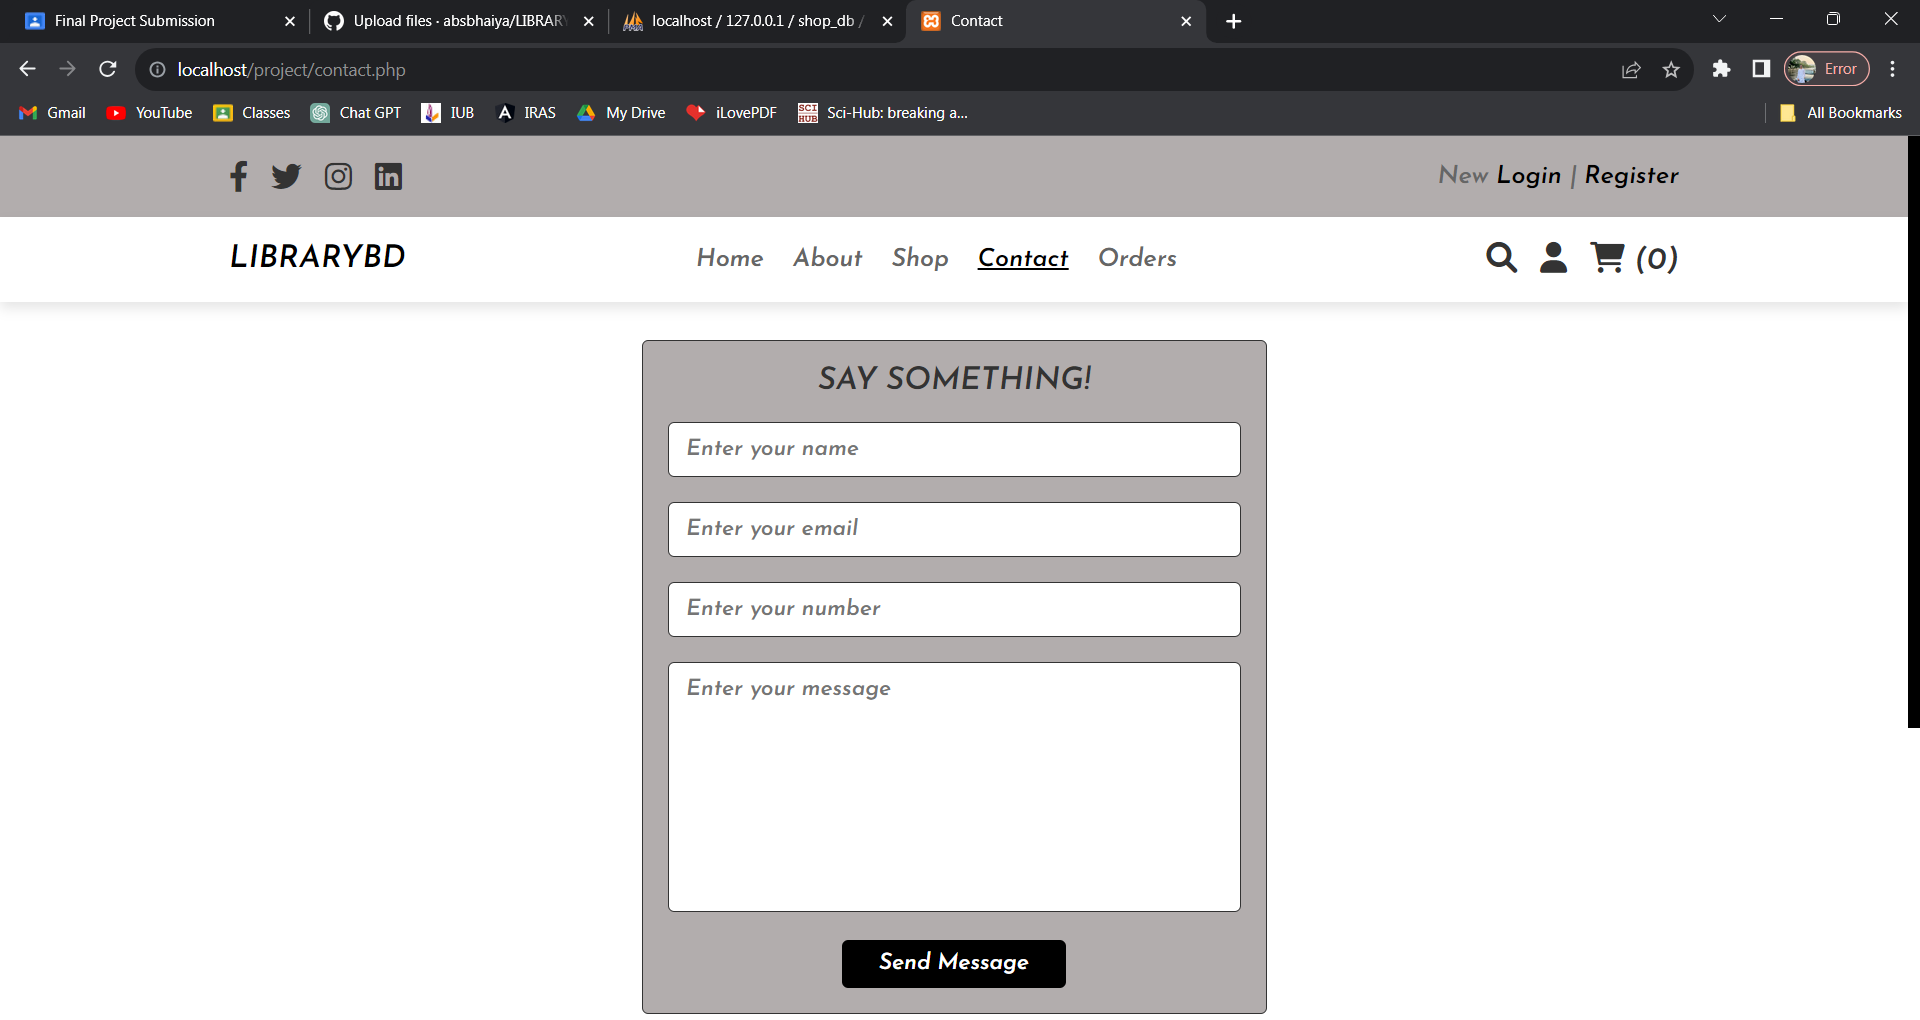 Final Project Submission
Upload files · absbhaiya/LIBRARY
localhost / 127.0.0.1 / shop_db /
Contact
localhost/project/contact.php
Error
Gmail
YouTube
Classes
Chat GPT
IUB
IRAS
My Drive
iLovePDF
SCI HUB
Sci-Hub: breaking a...
All Bookmarks
New Login | Register
LIBRARYBD
Home
About
Shop
Contact
Orders
(0)
SAY SOMETHING!
Enter your name
Enter your email
Enter your number
Enter your message
Send Message